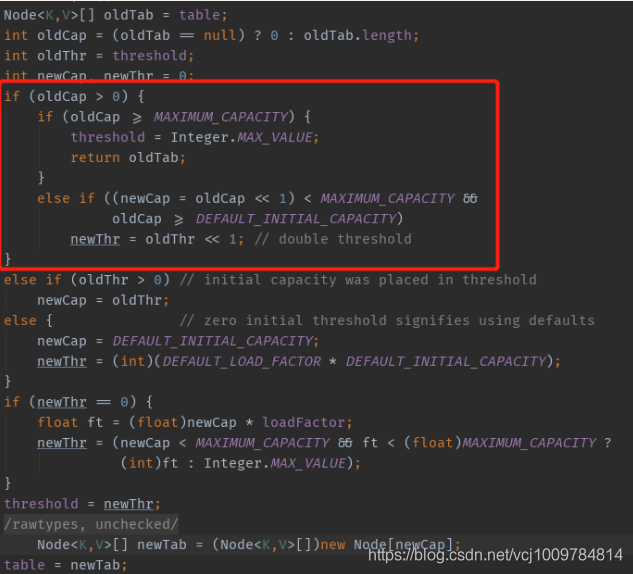 Node<K,V>[] oldTab = table;
int oldCap = (oldTab == null) ? 0 : oldTab.length;
int oldThr = threshold;
int newCap, newThr = 0;
if (oldCap > 0) {
    if (oldCap >= MAXIMUM_CAPACITY) {
        threshold = Integer.MAX_VALUE;
        return oldTab;
    }
    else if ((newCap = oldCap << 1) < MAXIMUM_CAPACITY &&
             oldCap >= DEFAULT_INITIAL_CAPACITY)
        newThr = oldThr << 1; // double threshold
}
else if (oldThr > 0) // initial capacity was placed in threshold
    newCap = oldThr;
else {               // zero initial threshold signifies using defaults
    newCap = DEFAULT_INITIAL_CAPACITY;
    newThr = (int)(DEFAULT_LOAD_FACTOR * DEFAULT_INITIAL_CAPACITY);
}
if (newThr == 0) {
    float ft = (float)newCap * loadFactor;
    newThr = (newCap < MAXIMUM_CAPACITY && ft < (float)MAXIMUM_CAPACITY ?
              (int)ft : Integer.MAX_VALUE);
}
threshold = newThr;
/rawtypes, unchecked/
    Node<K,V>[] newTab = (Node<K,V>[])new Node[newCap];
table = newTab;
https://blog.csdn.net/vcj1009784814